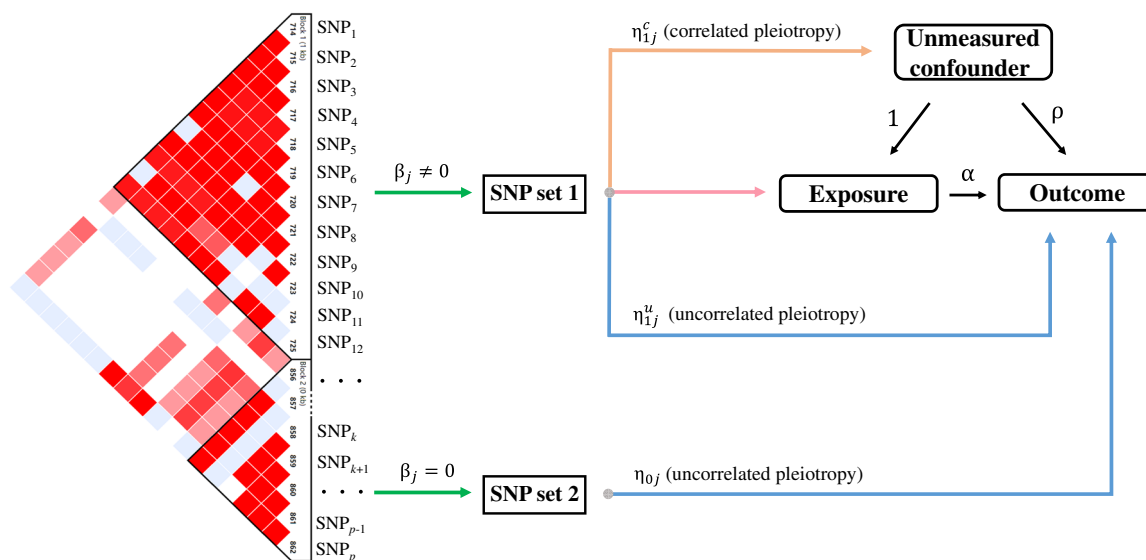 Block 1 (1 kb)
714
715
716
717
718
719
720
721
722
723
724
725
Block 2 (0 kb)
856
857
858
859
860
861
862
SNP₁
SNP₂
SNP₃
SNP₄
SNP₅
SNP₆
SNP₇
SNP₈
SNP₉
SNP₁₀
SNP₁₁
SNP₁₂
· · ·
SNPₖ
SNPₖ₊₁
· · ·
SNPₚ₋₁
SNPₚ
βⱼ ≠ 0
SNP set 1
βⱼ = 0
SNP set 2
η₁ⱼᶜ (correlated pleiotropy)
Unmeasured
confounder
1
ρ
Exposure
α
Outcome
η₁ⱼᵘ (uncorrelated pleiotropy)
η₀ⱼ (uncorrelated pleiotropy)